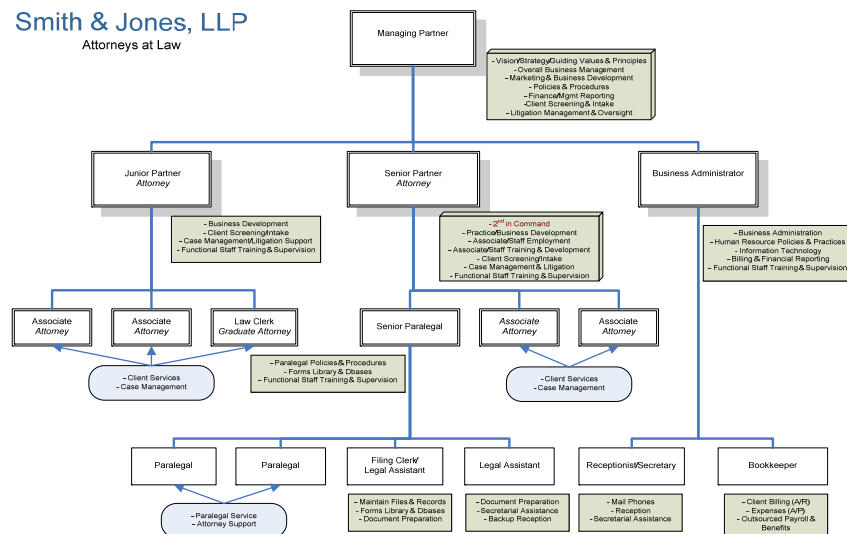 Smith & Jones, LLP
Attorneys at Law
Managing Partner
- Vision/Strategy/Guiding Values & Principles
- Overall Business Management
- Marketing & Business Development
- Policies & Procedures
- Finance/Mgmt Reporting
- Client Screening & Intake
- Litigation Management & Oversight
Junior Partner
Attorney
Senior Partner
Attorney
Business Administrator
- Business Development
- Client Screening/Intake
- Case Management/Litigation Support
- Functional Staff Training & Supervision
- 2nd in Command
- Practice/Business Development
- Associate/Staff Employment
- Associate/Staff Training & Development
- Client Screening/Intake
- Case Management & Litigation
- Functional Staff Training & Supervision
- Business Administration
- Human Resource Policies & Practices
- Information Technology
- Billing & Financial Reporting
- Functional Staff Training & Supervision
Associate
Attorney
Associate
Attorney
Law Clerk
Graduate Attorney
Senior Paralegal
Associate
Attorney
Associate
Attorney
- Client Services
- Case Management
- Paralegal Policies & Procedures
- Forms Library & Dbases
- Functional Staff Training & Supervision
- Client Services
- Case Management
Paralegal
Paralegal
Filing Clerk/
Legal Assistant
Legal Assistant
Receptionist/Secretary
Bookkeeper
- Paralegal Service
- Attorney Support
- Maintain Files & Records
- Forms Library & Dbases
- Document Preparation
- Document Preparation
- Secretarial Assistance
- Backup Reception
- Mail Phones
- Reception
- Secretarial Assistance
- Client Billing (A/R)
- Expenses (A/P)
- Outsourced Payroll &
Benefits